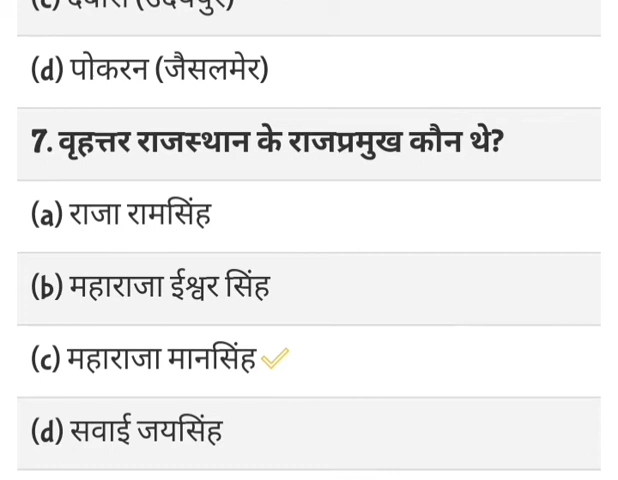 (d) पोकरन (जैसलमेर)
7. वृहत्तर राजस्थान के राजप्रमुख कौन थे?
(a) राजा रामसिंह
(b) महाराजा ईश्वर सिंह
(c) महाराजा मानसिंह
(d) सवाई जयसिंह